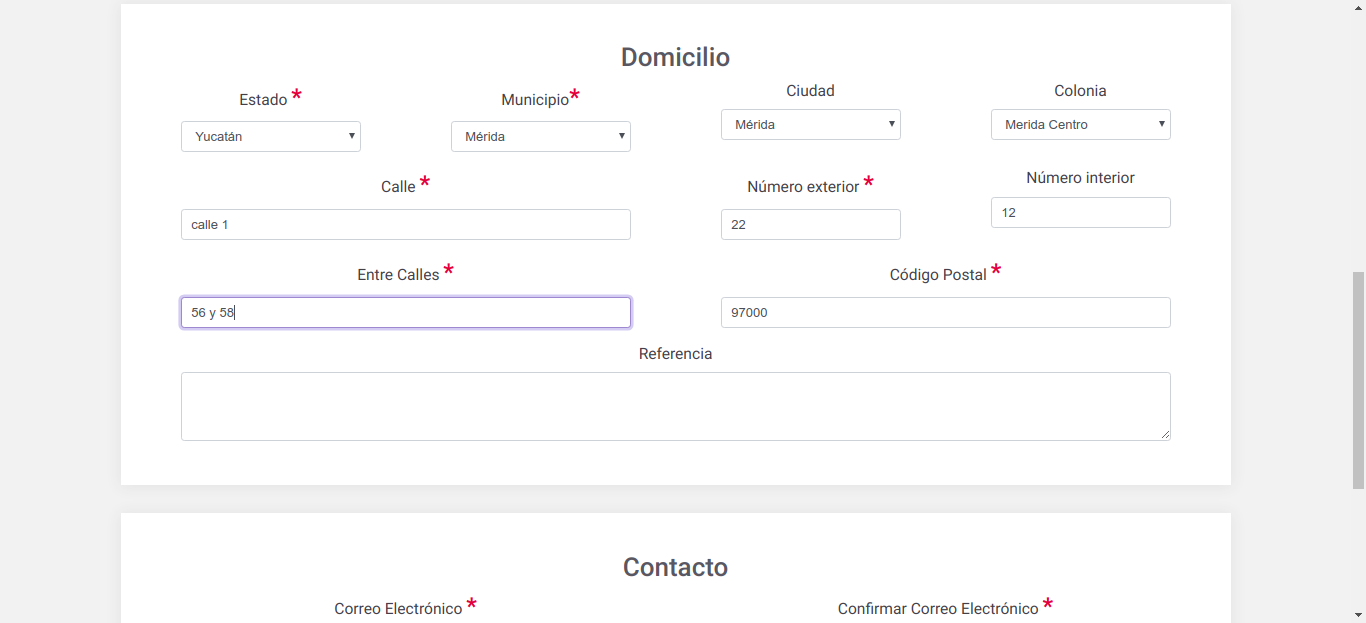 Domicilio
Estado * Municipio* Ciudad Colonia
Yucatán Mérida Mérida Merida Centro
Calle * Número exterior * Número interior
calle 1 22 12
Entre Calles * Código Postal *
56 y 58 97000
Referencia
Contacto
Correo Electrónico * Confirmar Correo Electrónico *